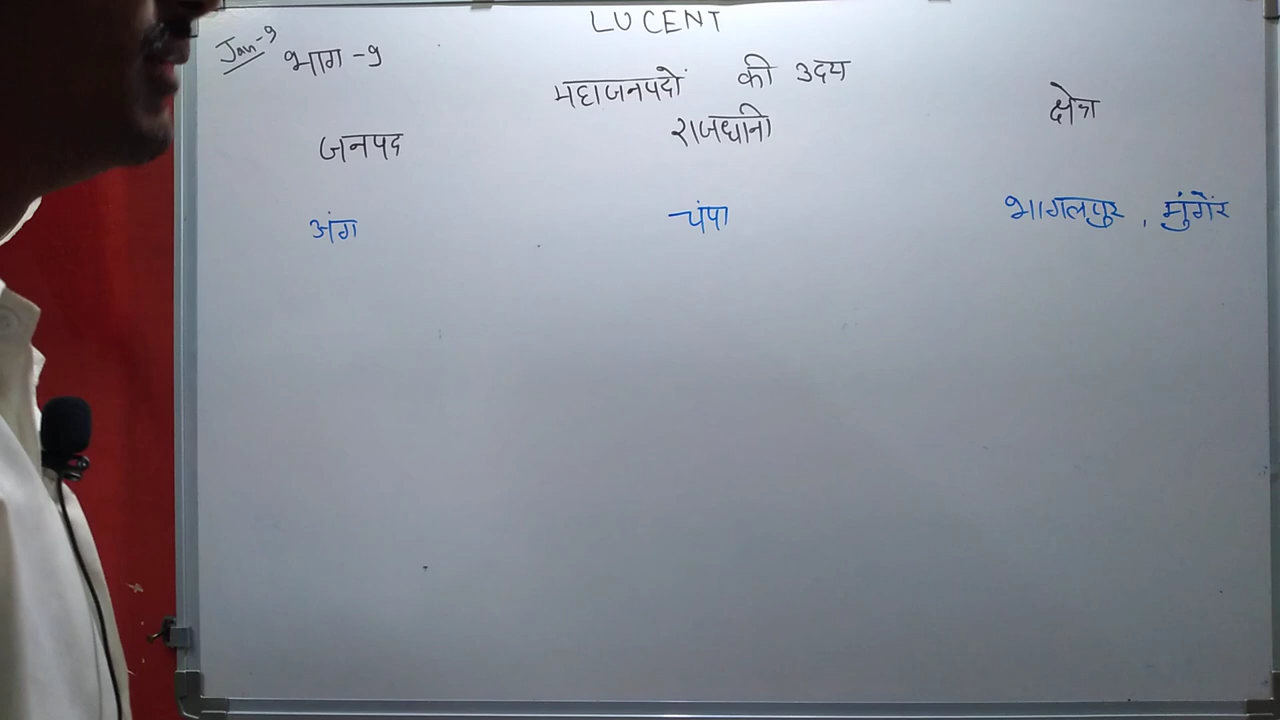 LUCENT
Jan-9 भाग -9
महाजनपदों की उदय
जनपद राजधानी क्षेत्र
अंग चंपा भागलपुर , मुंगेर